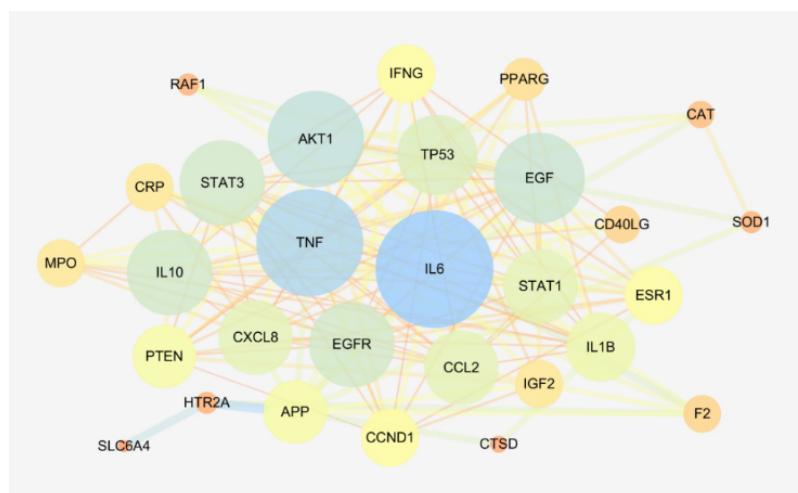 IFNG
PPARG
RAF1
CAT
AKT1
TP53
STAT3
EGF
CRP
CD40LG
SOD1
TNF
MPO
IL10
IL6
STAT1
ESR1
CXCL8
EGFR
IL1B
PTEN
CCL2
IGF2
HTR2A
APP
F2
CCND1
SLC6A4
CTSD